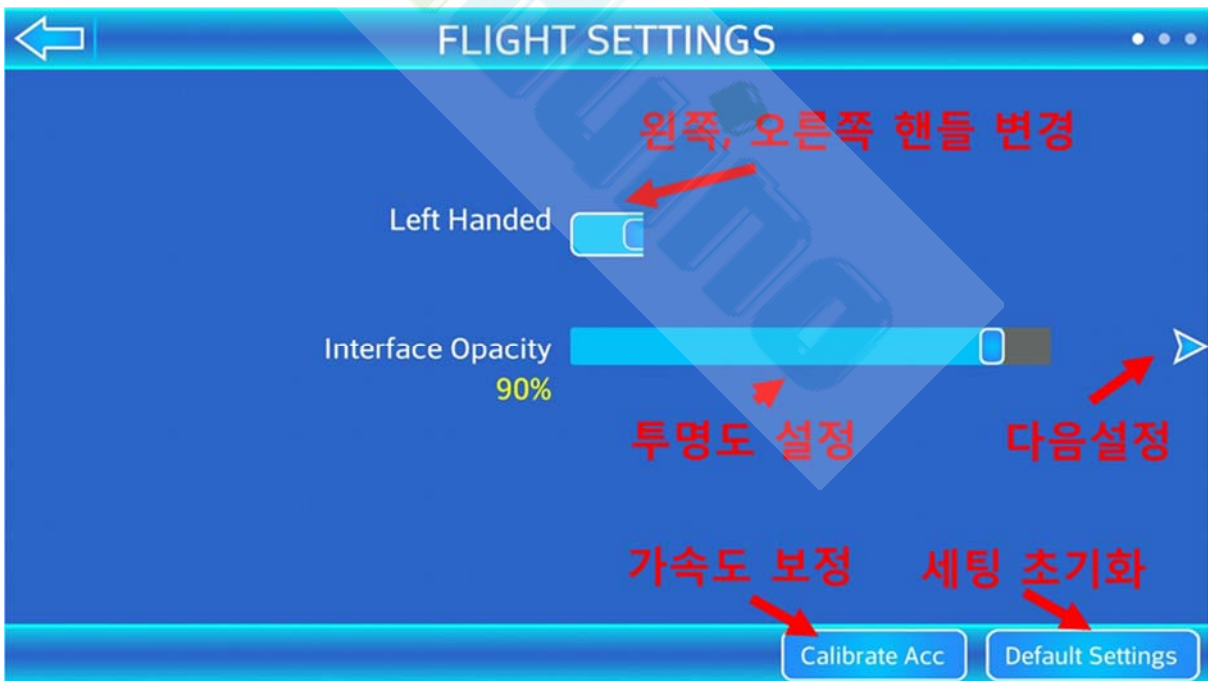 FLIGHT SETTINGS
왼쪽, 오른쪽 핸들 변경
Left Handed
Interface Opacity
90%
투명도 설정
다음설정
가속도 보정
세팅 초기화
Calibrate Acc
Default Settings